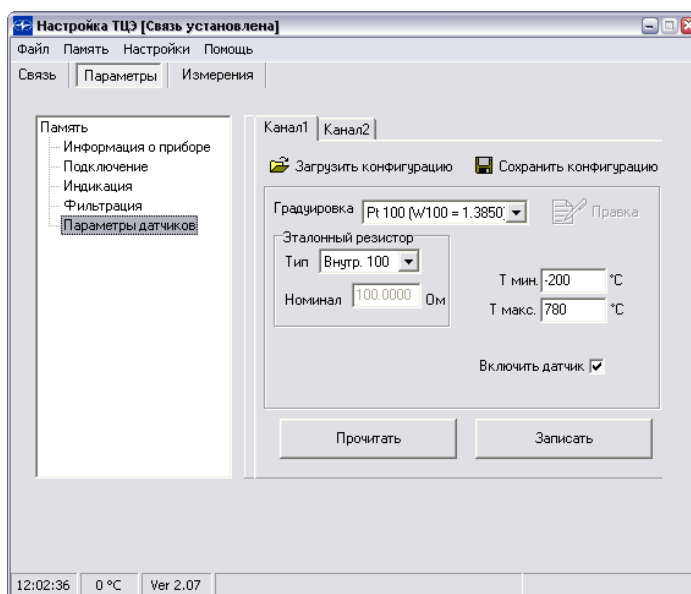 Настройка ТЦЭ [Связь установлена]
Файл Память Настройки Помощь
Связь Параметры Измерения
Память
Информация о приборе
Подключение
Индикация
Фильтрация
Параметры датчиков
Канал1 Канал2
Загрузить конфигурацию Сохранить конфигурацию
Градуировка Pt 100 (W100 = 1.3850) Правка
Эталонный резистор
Тип Внутр. 100
Номинал 100.0000 Ом
Т мин. -200 °C
Т макс. 780 °C
Включить датчик
Прочитать Записать
12:02:36 0 °C Ver 2.07